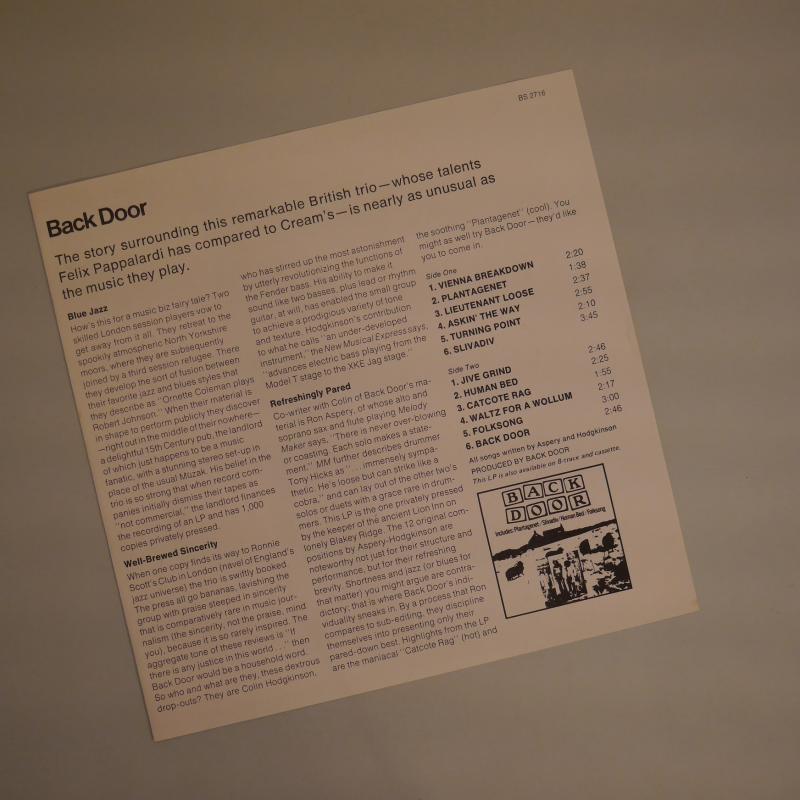 BS 2716
Back Door
The story surrounding this remarkable British trio—whose talents
Felix Pappalardi has compared to Cream's—is nearly as unusual as
the music they play.
Blue Jazz
How's this for a music biz fairy tale? Two
skilled London session players vow to
get away from it all. They retreat to the
spookily atmospheric North Yorkshire
moors, where they are subsequently
joined by a third session refugee. There
they develop the sort of fusion between
their favorite jazz and blues styles that
they describe as "Ornette Coleman plays
Robert Johnson." When their material is
in shape to perform publicly they discover
—right out in the middle of their nowhere—
a delightful 15th Century pub, the landlord
of which just happens to be a music
fanatic, with a stunning stereo set-up in
place of the usual Muzak. His belief in the
trio is so strong that when record com-
panies initially dismiss their tapes as
"not commercial," the landlord finances
the recording of an LP and has 1,000
copies privately pressed.
Well-Brewed Sincerity
When one copy finds its way to Ronnie
Scott's Club in London (navel of England's
jazz universe) the trio is swiftly booked.
The press all go bananas, lavishing the
group with praise steeped in sincerity
that is comparatively rare in music jour-
nalism (the sincerity, not the praise, mind
you), because it is so rarely inspired. The
aggregate tone of these reviews is "If
there is any justice in this world . . ." then
Back Door would be a household word.
So who and what are they, these dextrous
drop-outs? They are Colin Hodgkinson,
who has stirred up the most astonishment
by utterly revolutionizing the functions of
the Fender bass. His ability to make it
sound like two basses, plus lead or rhythm
guitar, at will, has enabled the small group
to achieve a prodigious variety of tone
and texture. Hodgkinson's contribution
to what he calls "an under-developed
instrument," the New Musical Express says,
"advances electric bass playing from the
Model T stage to the XKE Jag stage."
Refreshingly Pared
Co-writer with Colin of Back Door's ma-
terial is Ron Aspery, of whose alto and
soprano sax and flute playing Melody
Maker says, "There is never over-blowing
or coasting. Each solo makes a state-
ment." MM further describes drummer
Tony Hicks as ". . . immensely sympa-
thetic. He's loose but can strike like a
cobra," and can lay out of the other two's
solos or duets with a grace rare in drum-
mers. This LP is the one privately pressed
by the keeper of the ancient Lion Inn on
lonely Blakey Ridge. The 12 original com-
positions by Aspery-Hodgkinson are
noteworthy not just for their structure and
performance, but for their refreshing
brevity. Shortness and jazz (or blues for
that matter) you might argue are contra-
dictory; that is where Back Door's indi-
viduality sneaks in. By a process that Ron
compares to sub-editing, they discipline
themselves into presenting only their
pared-down best. Highlights from the LP
are the maniacal "Catcote Rag" (hot) and
the soothing "Plantagenet" (cool). You
might as well try Back Door—they'd like
you to come in.
Side One
1. VIENNA BREAKDOWN 2:20
2. PLANTAGENET 1:38
3. LIEUTENANT LOOSE 2:37
4. ASKIN' THE WAY 2:55
5. TURNING POINT 2:10
6. SLIVADIV 3:45
Side Two
1. JIVE GRIND 2:46
2. HUMAN BED 2:25
3. CATCOTE RAG 1:55
4. WALTZ FOR A WOLLUM 2:17
5. FOLKSONG 3:00
6. BACK DOOR 2:46
All songs written by Aspery and Hodgkinson
PRODUCED BY BACK DOOR
This LP is also available on 8-track and cassette.
BACK
DOOR
Includes: Plantagenet · Slivadiv · Human Bed · Folksong